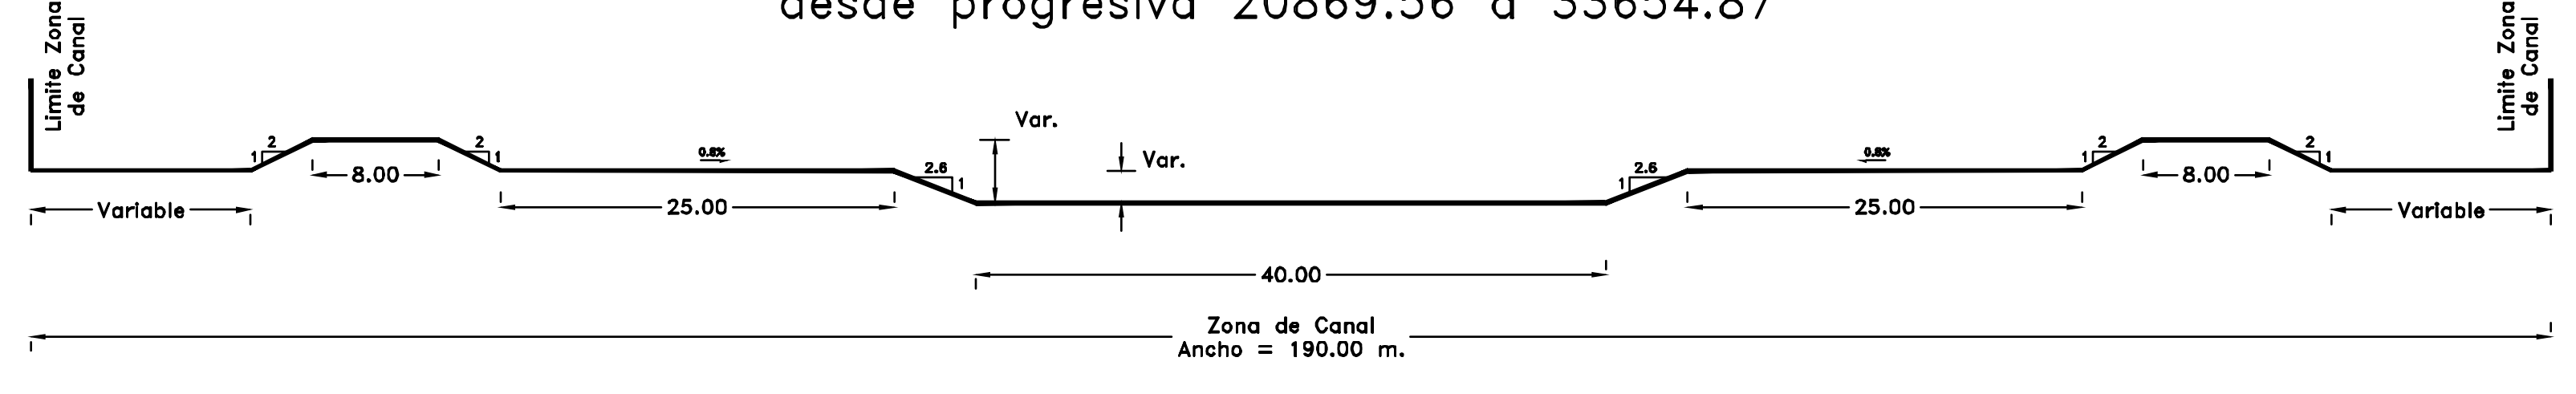 desde progresiva 20869.56 a 33654.87
Limite Zona
de Canal
Limite Zona
de Canal
Var.
Var.
2
1
2
1
0.8%
2.6
1
2.6
1
0.8%
2
1
2
1
8.00
8.00
Variable
25.00
25.00
Variable
40.00
Zona de Canal
Ancho = 190.00 m.